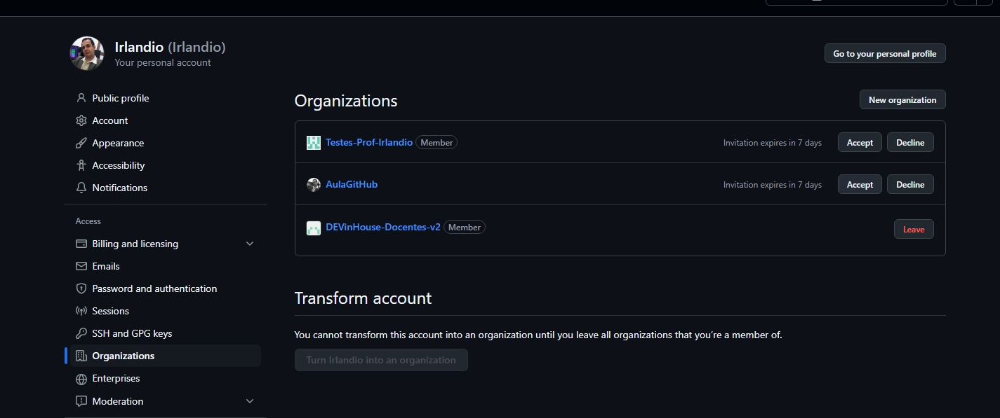 Irlandio (Irlandio)
Your personal account
Go to your personal profile
Public profile
Account
Appearance
Accessibility
Notifications
Access
Billing and licensing
Emails
Password and authentication
Sessions
SSH and GPG keys
Organizations
Enterprises
Moderation
Organizations
New organization
Testes-Prof-Irlandio Member Invitation expires in 7 days Accept Decline
AulaGitHub Invitation expires in 7 days Accept Decline
DEVinHouse-Docentes-v2 Member Leave
Transform account
You cannot transform this account into an organization until you leave all organizations that you're a member of.
Turn Irlandio into an organization